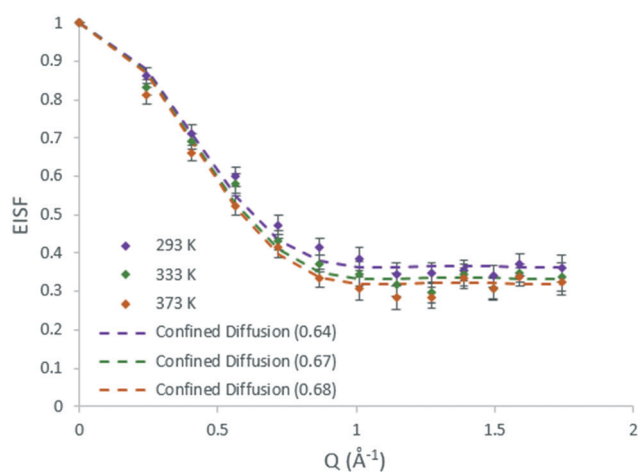 1
0.9
0.8
0.7
0.6
0.5
0.4
0.3
0.2
0.1
0
EISF
293 K
333 K
373 K
Confined Diffusion (0.64)
Confined Diffusion (0.67)
Confined Diffusion (0.68)
0 0.5 1 1.5 2
Q (Å⁻¹)